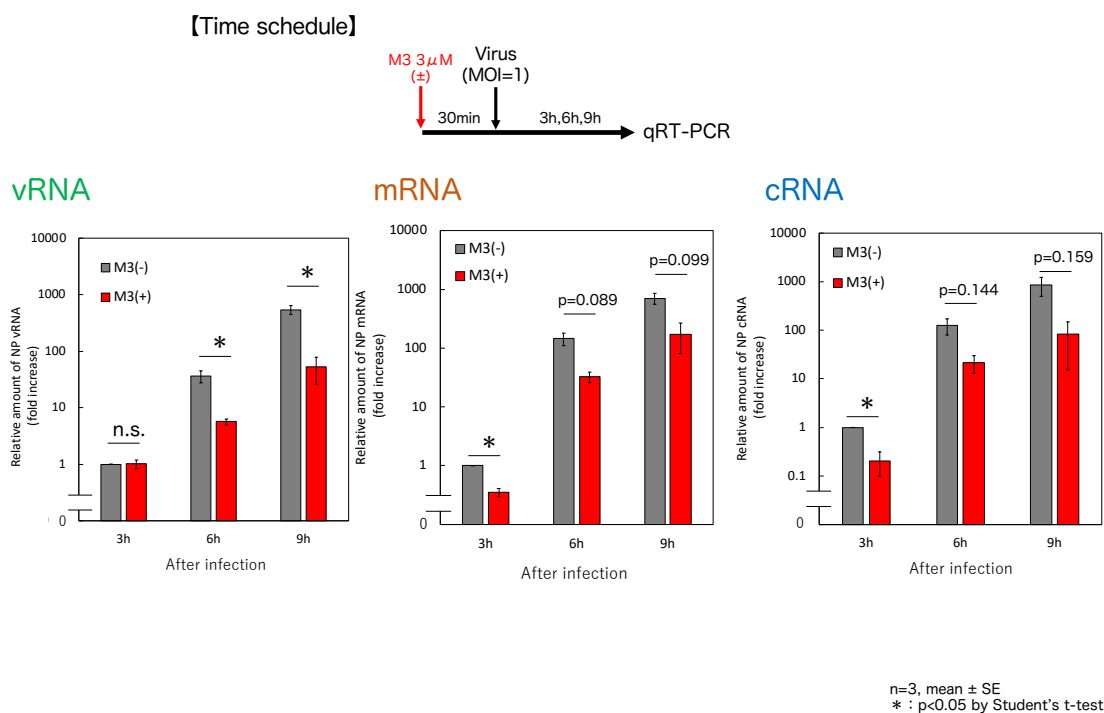 【Time schedule】
M3 3μM
(±)
Virus
(MOI=1)
30min
3h,6h,9h
qRT-PCR
vRNA
Relative amount of NP vRNA
(fold increase)
10000
1000
100
10
1
0
M3(-)
M3(+)
n.s.
*
*
3h
6h
9h
After infection
mRNA
Relative amount of NP mRNA
(fold increase)
10000
1000
100
10
1
0
M3(-)
M3(+)
*
p=0.089
p=0.099
3h
6h
9h
After infection
cRNA
Relative amount of NP cRNA
(fold increase)
10000
1000
100
10
1
0.1
0
M3(-)
M3(+)
*
p=0.144
p=0.159
3h
6h
9h
After infection
n=3, mean ± SE
*：p<0.05 by Student's t-test